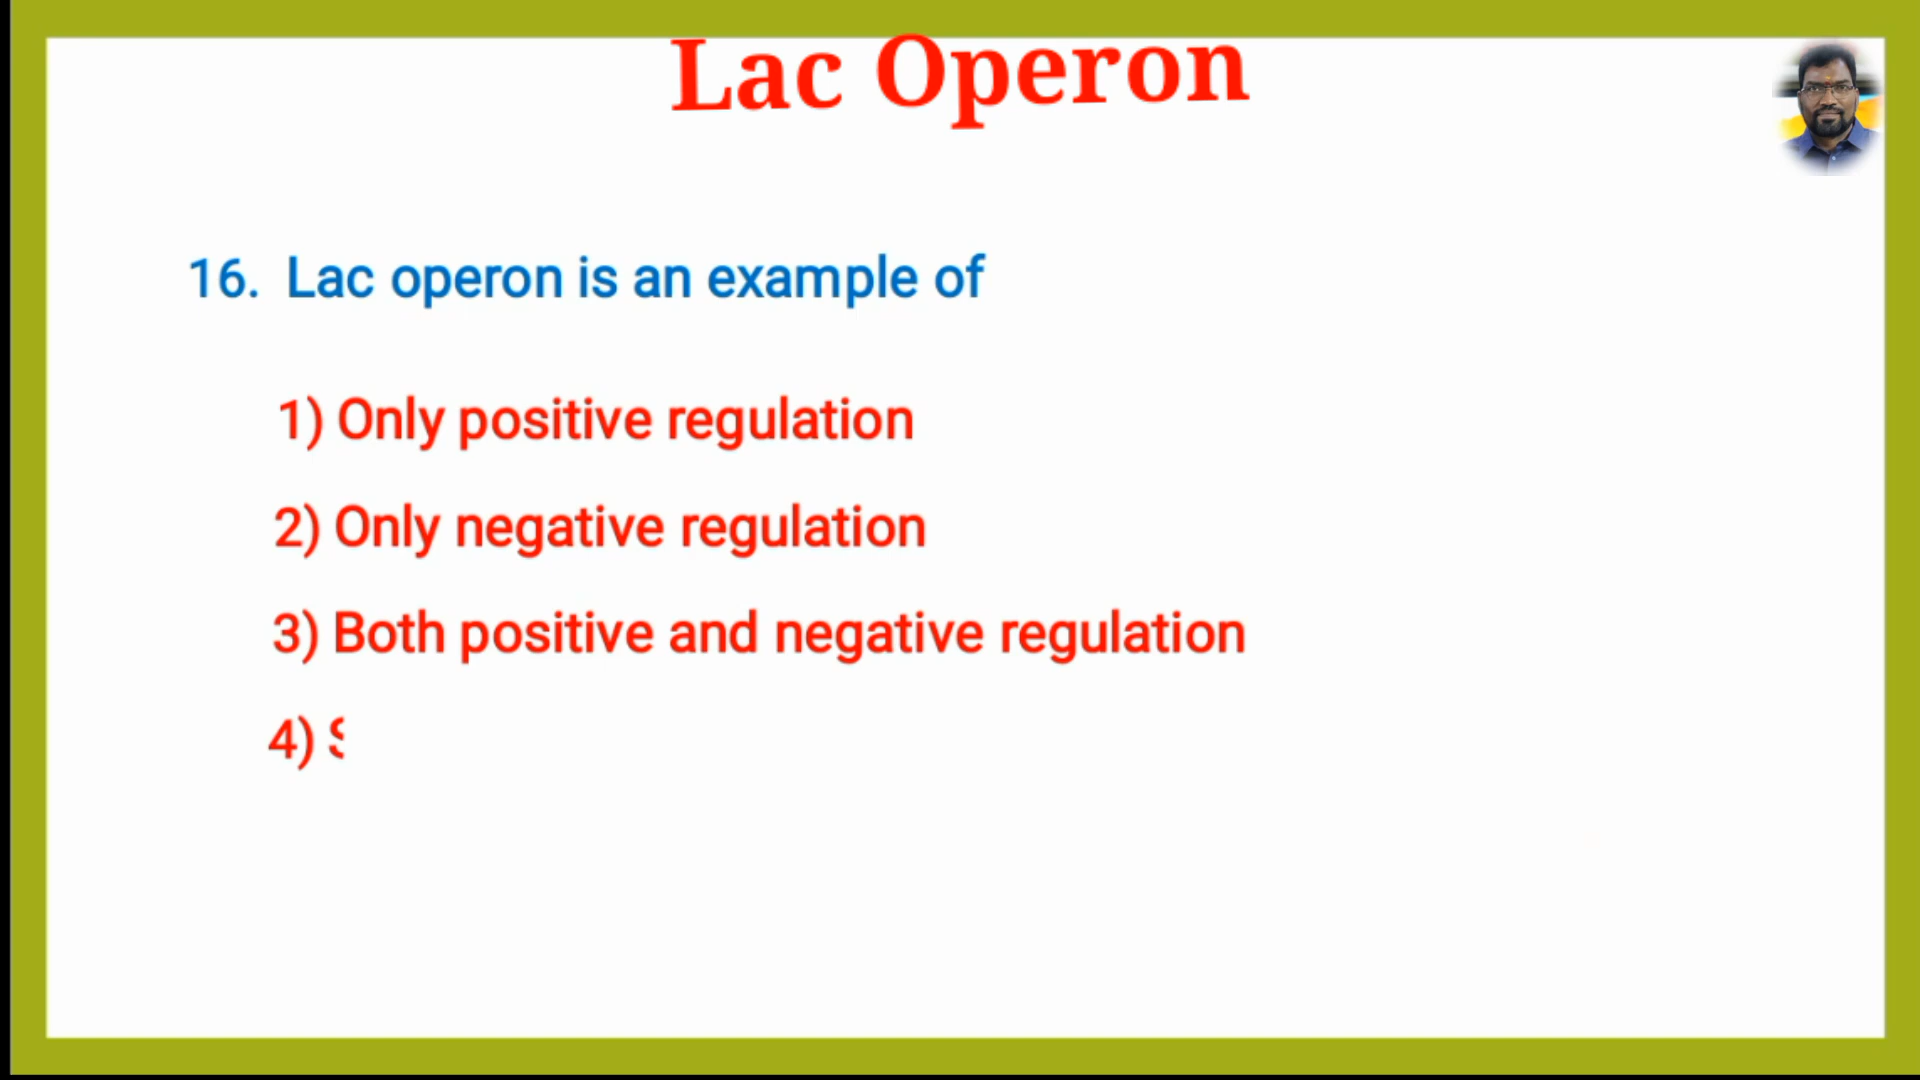 Lac Operon
16. Lac operon is an example of
1) Only positive regulation
2) Only negative regulation
3) Both positive and negative regulation
4)